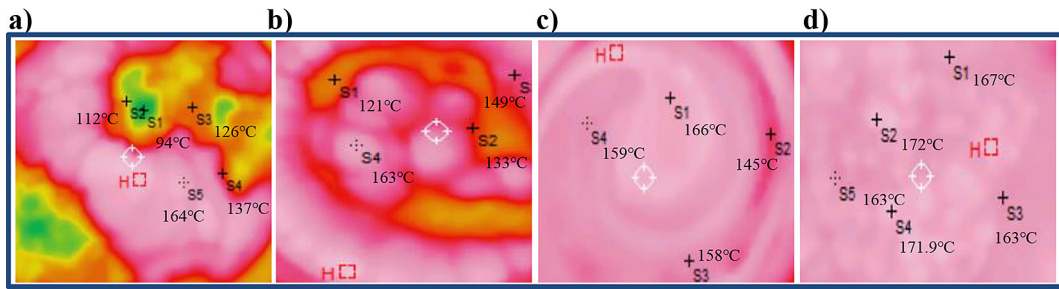 a) b) c) d)
S2 S1 S3
112℃ 94℃ 126℃
H S5 S4
164℃ 137℃
S1 S
121℃ 149℃
S4 S2
163℃ 133℃
H
H
S1
166℃
S4
159℃
S2
145℃
158℃
S3
S1 167℃
S2
172℃
H
S5 163℃
S4 S3
171.9℃ 163℃